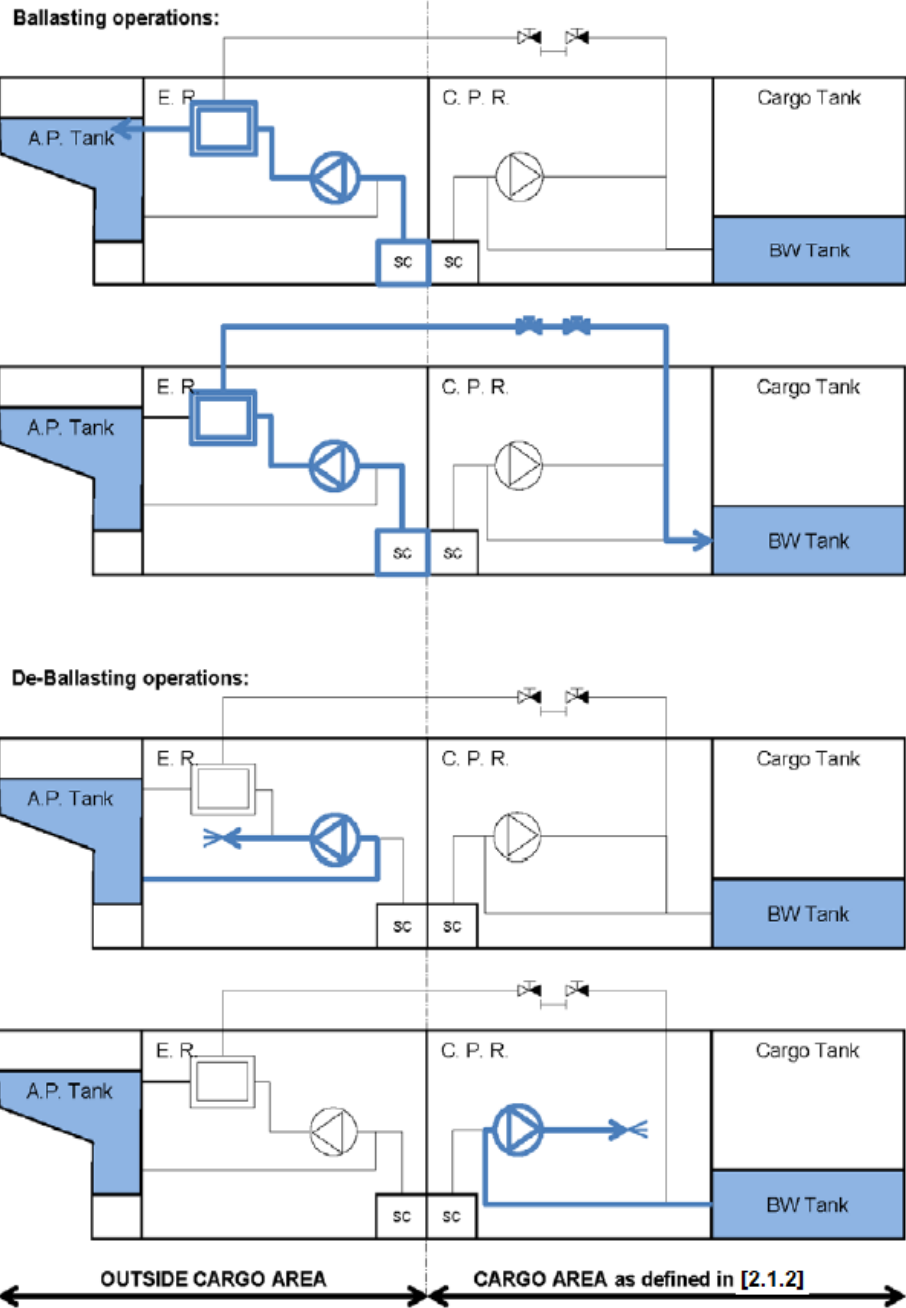 Ballasting operations:
E. R. C. P. R. Cargo Tank
A.P. Tank
BW Tank
sc sc
E. R. C. P. R. Cargo Tank
A.P. Tank
BW Tank
sc sc
De-Ballasting operations:
E. R. C. P. R. Cargo Tank
A.P. Tank
BW Tank
sc sc
E. R. C. P. R. Cargo Tank
A.P. Tank
BW Tank
sc sc
OUTSIDE CARGO AREA CARGO AREA as defined in [2.1.2]